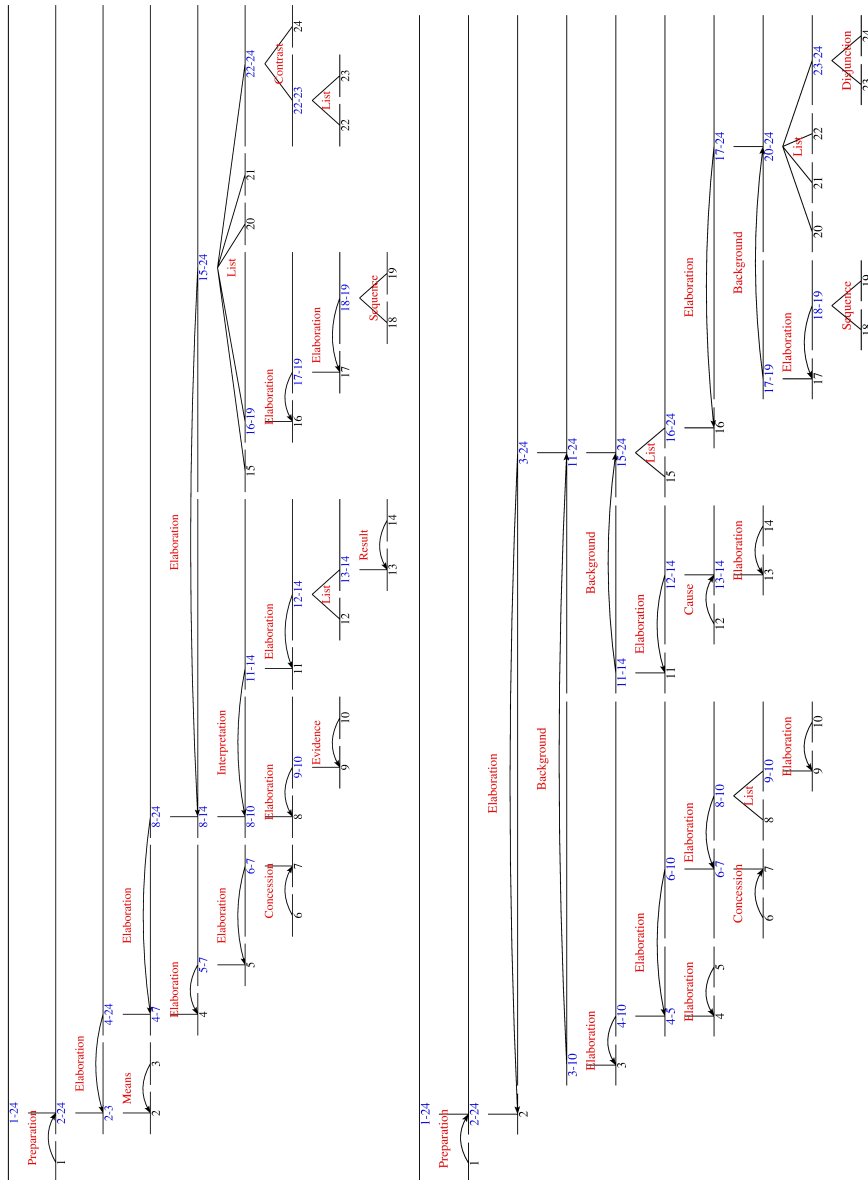 1-24
Preparation
1 2-24
Elaboration
2-3 4-24
Means Elaboration
2 3 4-7 8-24
Elaboration Elaboration
4 5-7 8-14 15-24
Elaboration Interpretation List
5 6-7 8-10 11-14 15 16-19 20 21 22-24
Concession Elaboration Elaboration Elaboration Contrast
6 7 8 9-10 11 12-14 16 17-19 22-23 24
Evidence List Elaboration List
9 10 12 13-14 17 18-19 22 23
Result Sequence
13 14 18 19
1-24
Preparation
1 2-24
Elaboration
2 3-24
Background
3-10 11-24
Elaboration Background
3 4-10 11-14 15-24
Elaboration Elaboration List
4-5 6-10 11 12-14 15 16-24
Elaboration Elaboration Cause Elaboration
4 5 6-7 8-10 12 13-14 16 17-24
Concession List Elaboration Background
6 7 8 9-10 13 14 17-19 20-24
Elaboration Elaboration List
9 10 17 18-19 20 21 22 23-24
Sequence Disjunction
18 19 23 24